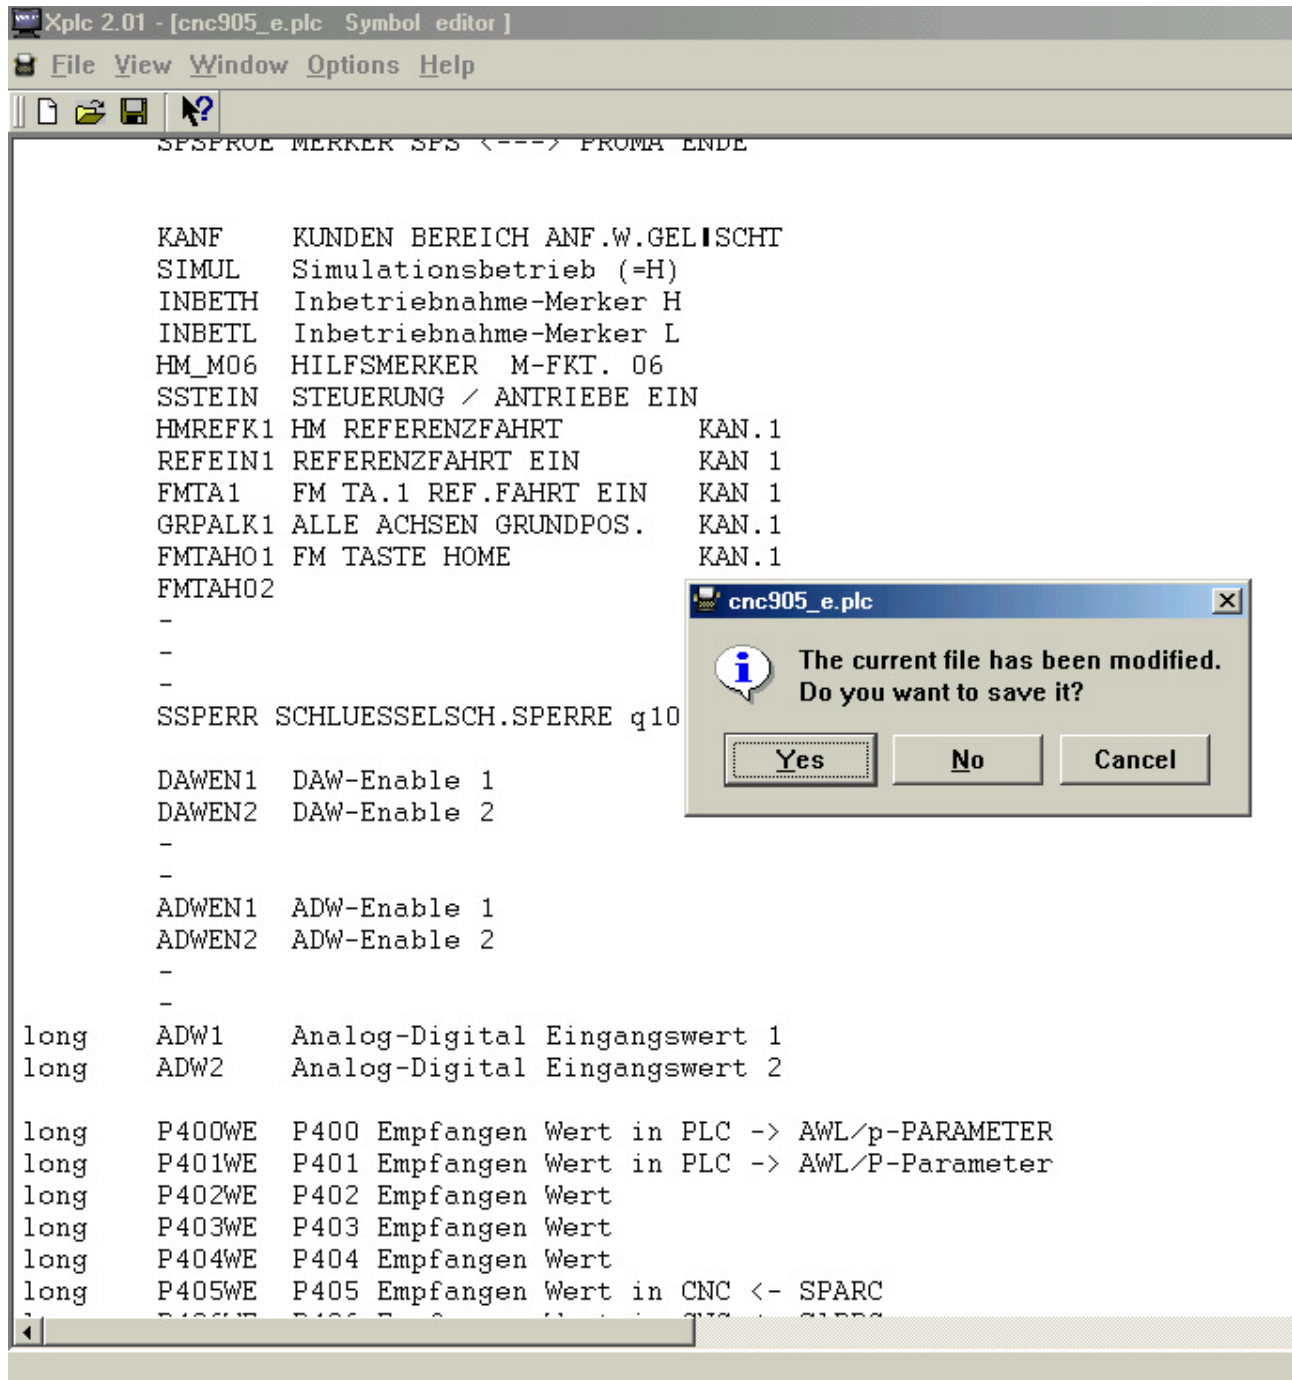 Xplc 2.01 - [cnc905_e.plc   Symbol  editor ]
File  View  Window  Options  Help
SPSPROE MERKER SPS <---> PROMA ENDE
KANF    KUNDEN BEREICH ANF.W.GEL▮SCHT
SIMUL   Simulationsbetrieb (=H)
INBETH  Inbetriebnahme-Merker H
INBETL  Inbetriebnahme-Merker L
HM_M06  HILFSMERKER  M-FKT. 06
SSTEIN  STEUERUNG / ANTRIEBE EIN
HMREFK1 HM REFERENZFAHRT        KAN.1
REFEIN1 REFERENZFAHRT EIN       KAN 1
FMTA1   FM TA.1 REF.FAHRT EIN   KAN 1
GRPALK1 ALLE ACHSEN GRUNDPOS.   KAN.1
FMTAHO1 FM TASTE HOME           KAN.1
FMTAHO2
-
-
-
SSPERR SCHLUESSELSCH.SPERRE q10
DAWEN1  DAW-Enable 1
DAWEN2  DAW-Enable 2
-
-
ADWEN1  ADW-Enable 1
ADWEN2  ADW-Enable 2
-
-
long    ADW1    Analog-Digital Eingangswert 1
long    ADW2    Analog-Digital Eingangswert 2
long    P400WE  P400 Empfangen Wert in PLC -> AWL/p-PARAMETER
long    P401WE  P401 Empfangen Wert in PLC -> AWL/P-Parameter
long    P402WE  P402 Empfangen Wert
long    P403WE  P403 Empfangen Wert
long    P404WE  P404 Empfangen Wert
long    P405WE  P405 Empfangen Wert in CNC <- SPARC
cnc905_e.plc
The current file has been modified.
Do you want to save it?
Yes
No
Cancel